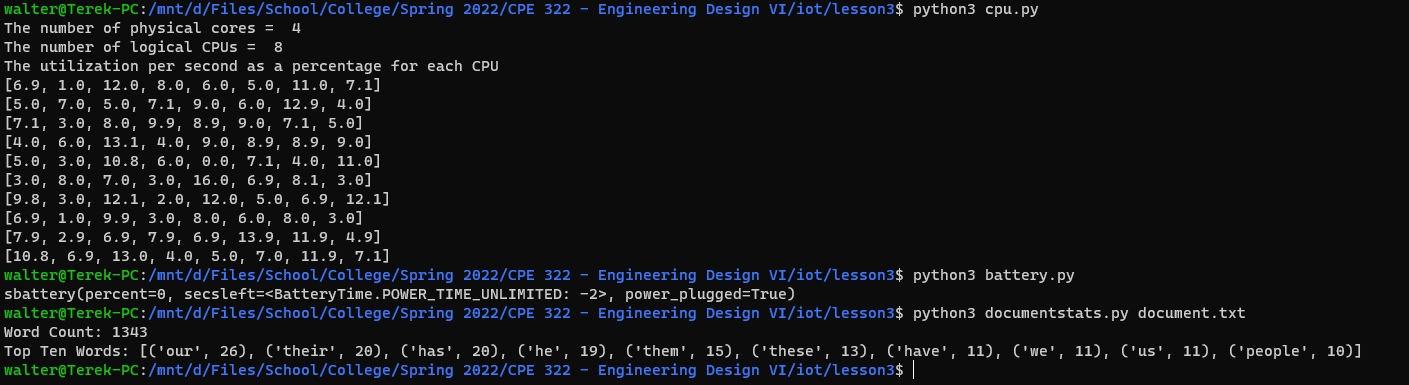 walter@Terek-PC:/mnt/d/Files/School/College/Spring 2022/CPE 322 - Engineering Design VI/iot/lesson3$ python3 cpu.py
The number of physical cores =  4
The number of logical CPUs =  8
The utilization per second as a percentage for each CPU
[6.9, 1.0, 12.0, 8.0, 6.0, 5.0, 11.0, 7.1]
[5.0, 7.0, 5.0, 7.1, 9.0, 6.0, 12.9, 4.0]
[7.1, 3.0, 8.0, 9.9, 8.9, 9.0, 7.1, 5.0]
[4.0, 6.0, 13.1, 4.0, 9.0, 8.9, 8.9, 9.0]
[5.0, 3.0, 10.8, 6.0, 0.0, 7.1, 4.0, 11.0]
[3.0, 8.0, 7.0, 3.0, 16.0, 6.9, 8.1, 3.0]
[9.8, 3.0, 12.1, 2.0, 12.0, 5.0, 6.9, 12.1]
[6.9, 1.0, 9.9, 3.0, 8.0, 6.0, 8.0, 3.0]
[7.9, 2.9, 6.9, 7.9, 6.9, 13.9, 11.9, 4.9]
[10.8, 6.9, 13.0, 4.0, 5.0, 7.0, 11.9, 7.1]
walter@Terek-PC:/mnt/d/Files/School/College/Spring 2022/CPE 322 - Engineering Design VI/iot/lesson3$ python3 battery.py
sbattery(percent=0, secsleft=<BatteryTime.POWER_TIME_UNLIMITED: -2>, power_plugged=True)
walter@Terek-PC:/mnt/d/Files/School/College/Spring 2022/CPE 322 - Engineering Design VI/iot/lesson3$ python3 documentstats.py document.txt
Word Count: 1343
Top Ten Words: [('our', 26), ('their', 20), ('has', 20), ('he', 19), ('them', 15), ('these', 13), ('have', 11), ('we', 11), ('us', 11), ('people', 10)]
walter@Terek-PC:/mnt/d/Files/School/College/Spring 2022/CPE 322 - Engineering Design VI/iot/lesson3$